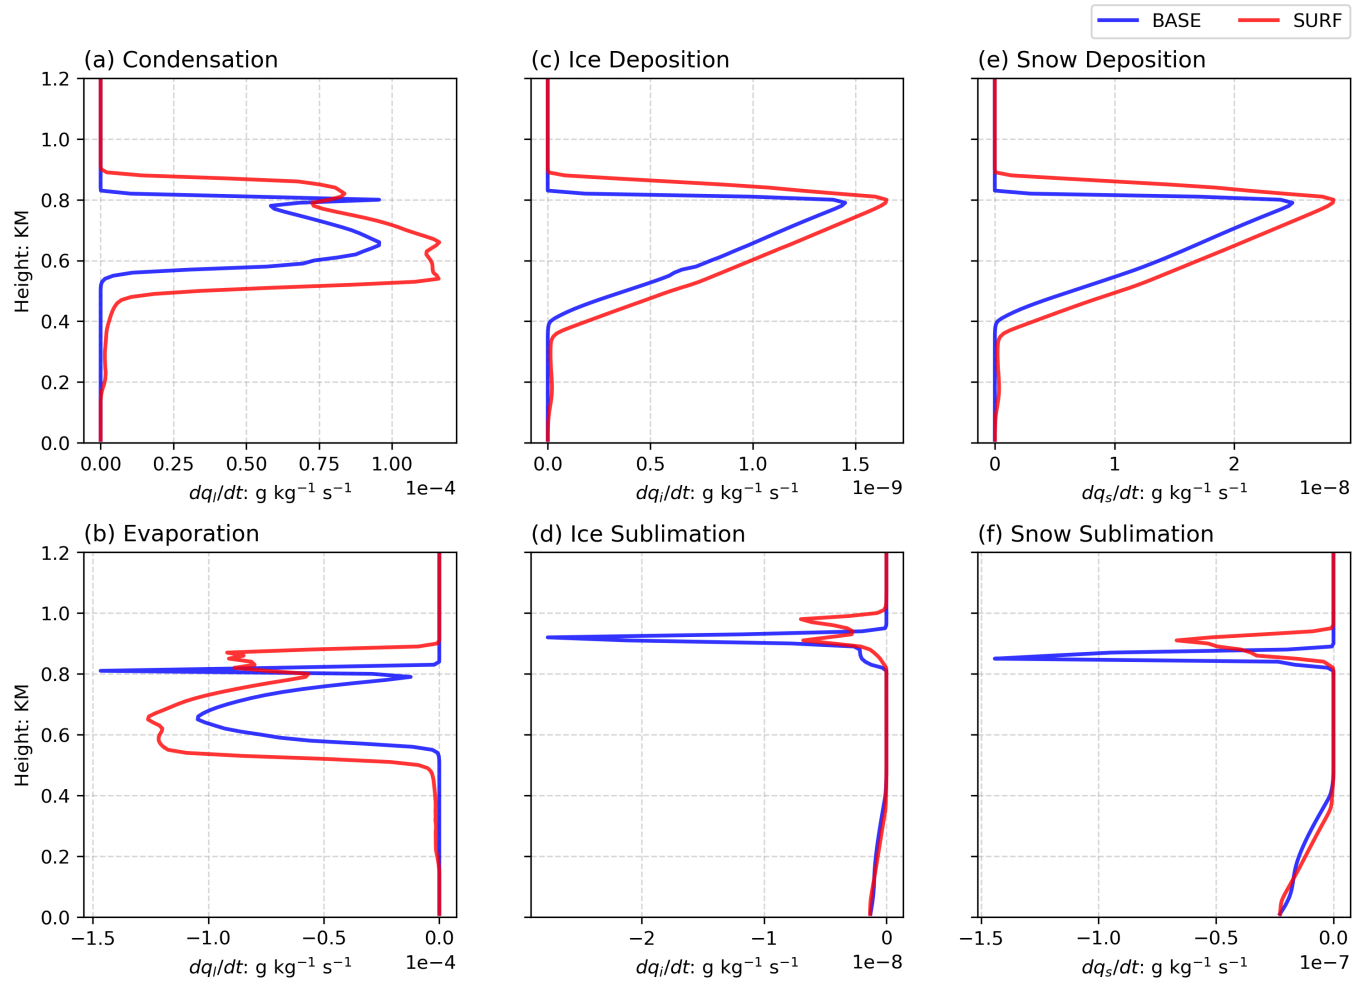 BASE SURF
(a) Condensation
(c) Ice Deposition
(e) Snow Deposition
Height: KM
1.2
1.0
0.8
0.6
0.4
0.2
0.0
0.00 0.25 0.50 0.75 1.00
0.0 0.5 1.0 1.5
0 1 2
1e−4
1e−9
1e−8
dqₗ/dt: g kg⁻¹ s⁻¹
dqᵢ/dt: g kg⁻¹ s⁻¹
dqₛ/dt: g kg⁻¹ s⁻¹
(b) Evaporation
(d) Ice Sublimation
(f) Snow Sublimation
Height: KM
1.2
1.0
0.8
0.6
0.4
0.2
0.0
−1.5 −1.0 −0.5 0.0
−2 −1 0
−1.5 −1.0 −0.5 0.0
1e−4
1e−8
1e−7
dqₗ/dt: g kg⁻¹ s⁻¹
dqᵢ/dt: g kg⁻¹ s⁻¹
dqₛ/dt: g kg⁻¹ s⁻¹